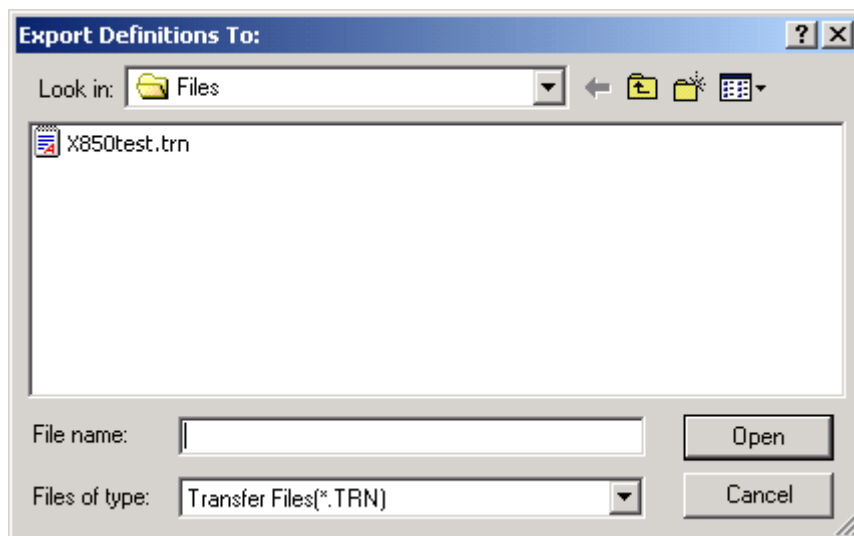 Export Definitions To:
Look in: Files
X850test.trn
File name:
Open
Files of type: Transfer Files(*.TRN)
Cancel